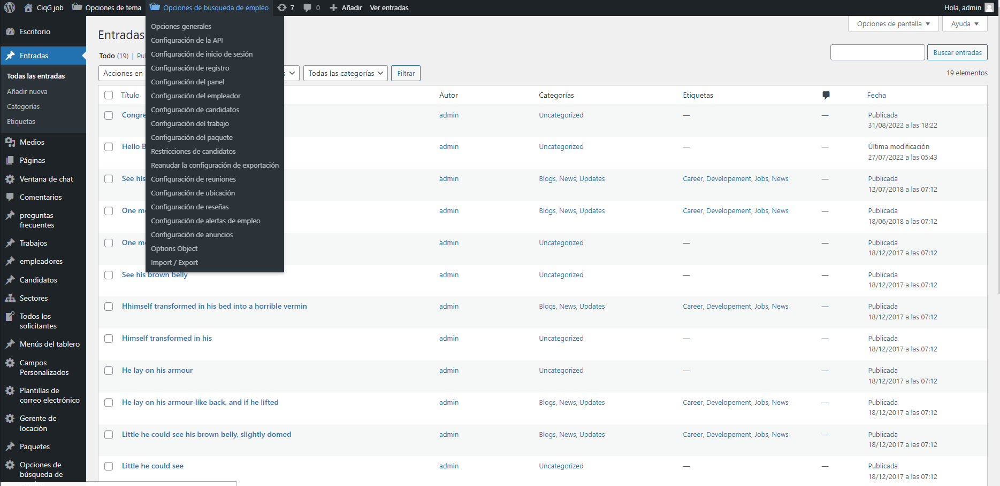 CiqG job Opciones de tema Opciones de búsqueda de empleo 7 0 Añadir Ver entradas Hola, admin
Escritorio
Entradas
Todas las entradas
Añadir nueva
Categorías
Etiquetas
Medios
Páginas
Ventana de chat
Comentarios
preguntas
frecuentes
Trabajos
empleadores
Candidatos
Sectores
Todos los
solicitantes
Menús del tablero
Campos
Personalizados
Plantillas de
correo electrónico
Gerente de
locación
Paquetes
Opciones de
búsqueda de
Opciones generales
Configuración de la API
Configuración de inicio de sesión
Configuración de registro
Configuración del panel
Configuración del empleador
Configuración de candidatos
Configuración del trabajo
Configuración del paquete
Restricciones de candidatos
Reanudar la configuración de exportación
Configuración de reuniones
Configuración de ubicación
Configuración de reseñas
Configuración de alertas de empleo
Configuración de anuncios
Options Object
Import / Export
Opciones de pantalla ▼ Ayuda ▼
Entradas
Todo (19) |
Buscar entradas
Acciones en Todas las categorías Filtrar
19 elementos
Título Autor Categorías Etiquetas Fecha
Congre admin Uncategorized — — Publicada
31/08/2022 a las 18:22
Hello B admin Uncategorized — — Última modificación
27/07/2022 a las 05:43
See his admin Blogs, News, Updates Career, Developement, Jobs, News — Publicada
12/07/2018 a las 07:12
One m admin Blogs, News, Updates Career, Developement, Jobs, News — Publicada
18/06/2018 a las 07:12
One m admin Uncategorized — — Publicada
18/12/2017 a las 07:12
See his brown belly admin Uncategorized — — Publicada
18/12/2017 a las 07:12
Hhimself transformed in his bed into a horrible vermin admin Blogs, News, Updates Career, Developement, Jobs, News — Publicada
18/12/2017 a las 07:12
Himself transformed in his admin Uncategorized — — Publicada
18/12/2017 a las 07:12
He lay on his armour admin Uncategorized — — Publicada
18/12/2017 a las 07:12
He lay on his armour-like back, and if he lifted admin Blogs, News, Updates Career, Developement, Jobs, News — Publicada
18/12/2017 a las 07:12
Little he could see his brown belly, slightly domed admin Blogs, News, Updates Career, Developement, Jobs, News — Publicada
18/12/2017 a las 07:12
Little he could see admin Uncategorized — — Publicada
18/12/2017 a las 07:12